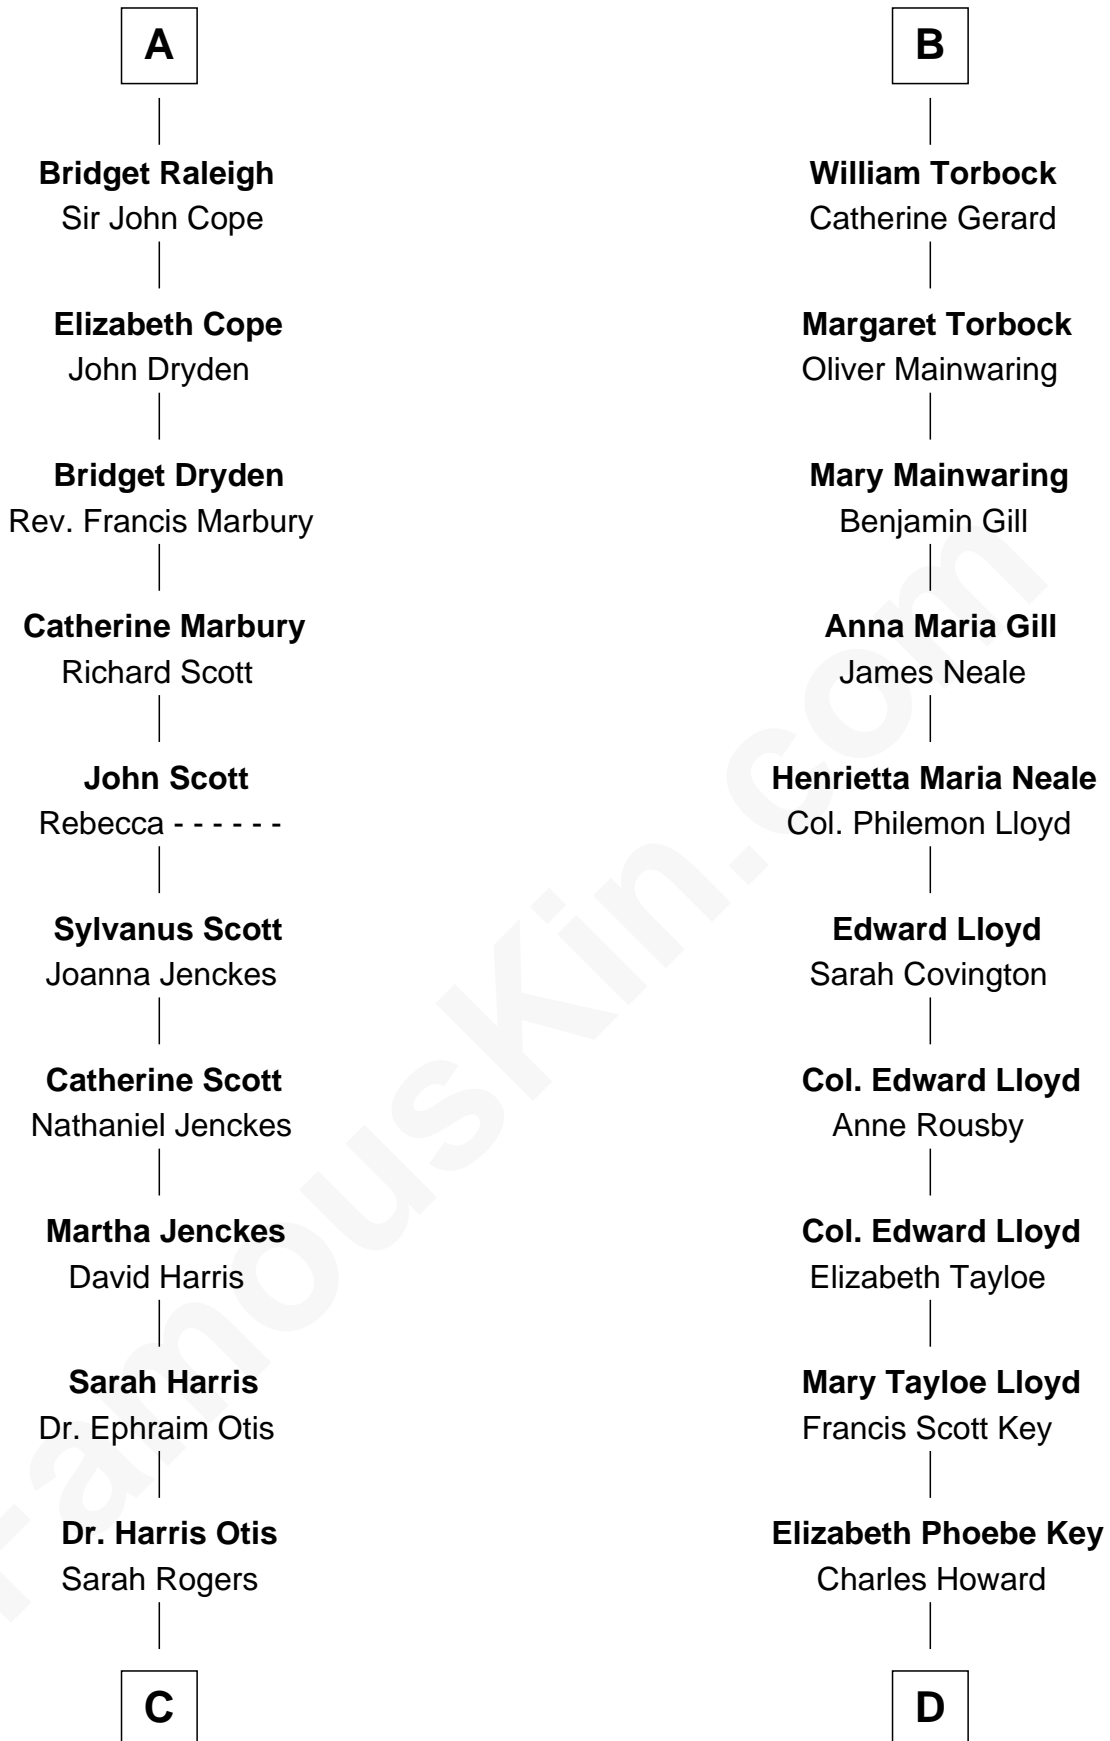 A
Bridget Raleigh
Sir John Cope
Elizabeth Cope
John Dryden
Bridget Dryden
Rev. Francis Marbury
Catherine Marbury
Richard Scott
John Scott
Rebecca - - - - - -
Sylvanus Scott
Joanna Jenckes
Catherine Scott
Nathaniel Jenckes
Martha Jenckes
David Harris
Sarah Harris
Dr. Ephraim Otis
Dr. Harris Otis
Sarah Rogers
C
B
William Torbock
Catherine Gerard
Margaret Torbock
Oliver Mainwaring
Mary Mainwaring
Benjamin Gill
Anna Maria Gill
James Neale
Henrietta Maria Neale
Col. Philemon Lloyd
Edward Lloyd
Sarah Covington
Col. Edward Lloyd
Anne Rousby
Col. Edward Lloyd
Elizabeth Tayloe
Mary Tayloe Lloyd
Francis Scott Key
Elizabeth Phoebe Key
Charles Howard
D
FamousKin.com